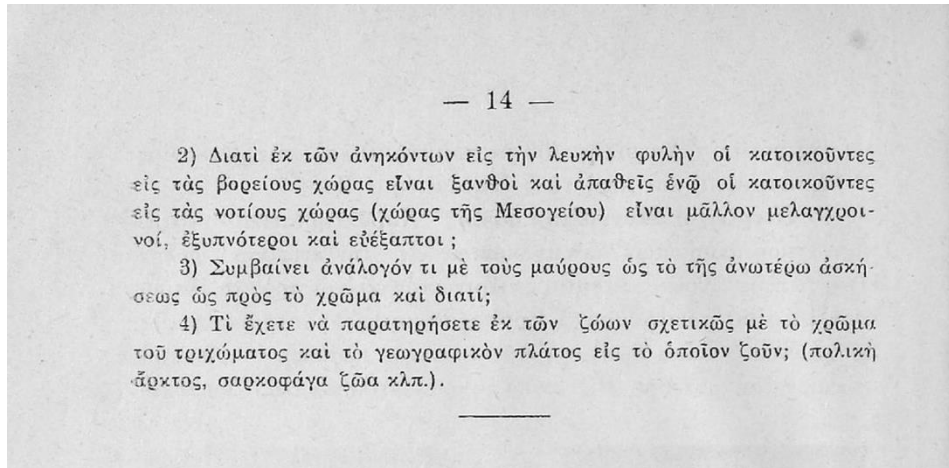 — 14 —
2) Διατὶ ἐκ τῶν ἀνηκόντων εἰς τὴν λευκὴν φυλὴν οἱ κατοικοῦντες
εἰς τὰς βορείους χώρας εἶναι ξανθοὶ καὶ ἀπαθεῖς ἐνῷ οἱ κατοικοῦντες
εἰς τὰς νοτίους χώρας (χώρας τῆς Μεσογείου) εἶναι μᾶλλον μελαγχροι-
νοί, ἐξυπνότεροι καὶ εὐέξαπτοι ;
3) Συμβαίνει ἀνάλογόν τι μὲ τοὺς μαύρους ὡς τὸ τῆς ἀνωτέρω ἀσκή-
σεως ὡς πρὸς τὸ χρῶμα καὶ διατί;
4) Τὶ ἔχετε νὰ παρατηρήσετε ἐκ τῶν ζώων σχετικῶς μὲ τὸ χρῶμα
τοῦ τριχώματος καὶ τὸ γεωγραφικὸν πλάτος εἰς τὸ ὁποῖον ζοῦν; (πολικὴ
ἄρκτος, σαρκοφάγα ζῶα κλπ.).